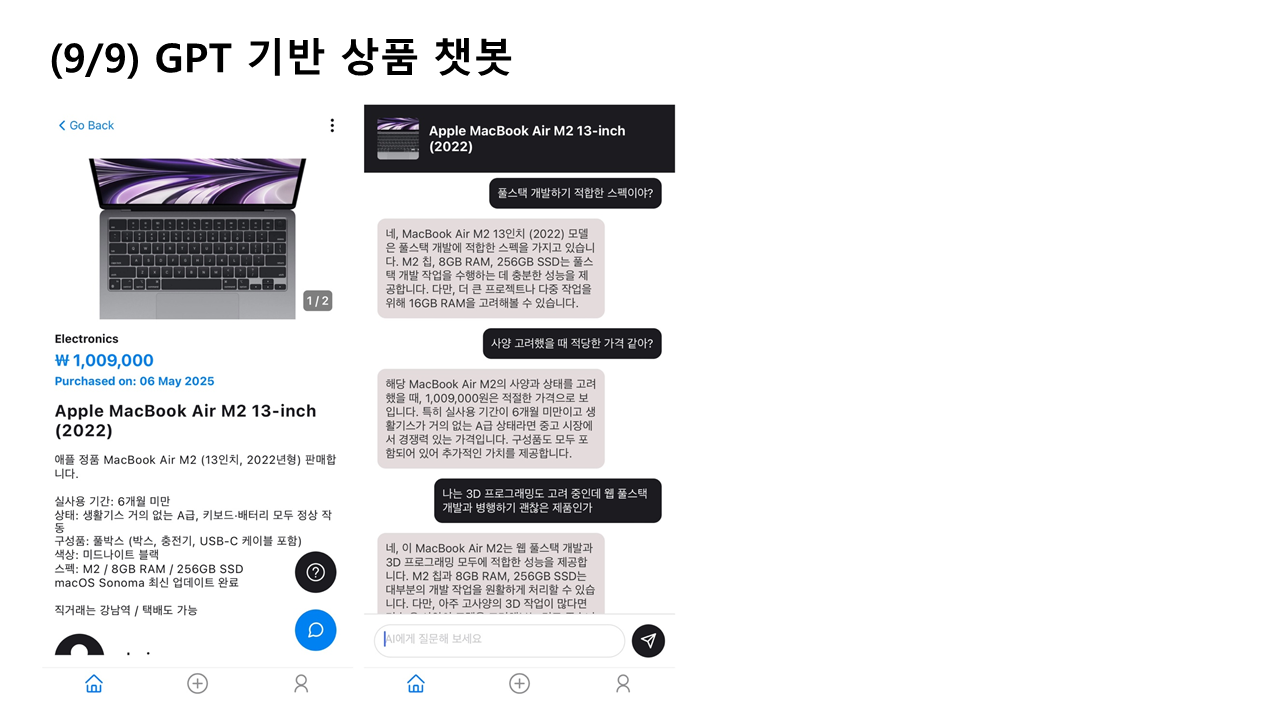 (9/9) GPT 기반 상품 챗봇
Go Back
1 / 2
Electronics
₩ 1,009,000
Purchased on: 06 May 2025
Apple MacBook Air M2 13-inch
(2022)
애플 정품 MacBook Air M2 (13인치, 2022년형) 판매합
니다.
실사용 기간: 6개월 미만
상태: 생활기스 거의 없는 A급, 키보드·배터리 모두 정상 작
동
구성품: 풀박스 (박스, 충전기, USB-C 케이블 포함)
색상: 미드나이트 블랙
스펙: M2 / 8GB RAM / 256GB SSD
macOS Sonoma 최신 업데이트 완료
직거래는 강남역 / 택배도 가능
Apple MacBook Air M2 13-inch
(2022)
풀스택 개발하기 적합한 스펙이야?
네, MacBook Air M2 13인치 (2022) 모델
은 풀스택 개발에 적합한 스펙을 가지고 있습니
다. M2 칩, 8GB RAM, 256GB SSD는 풀스
택 개발 작업을 수행하는 데 충분한 성능을 제
공합니다. 다만, 더 큰 프로젝트나 다중 작업을
위해 16GB RAM을 고려해볼 수 있습니다.
사양 고려했을 때 적당한 가격 같아?
해당 MacBook Air M2의 사양과 상태를 고려
했을 때, 1,009,000원은 적절한 가격으로 보
입니다. 특히 실사용 기간이 6개월 미만이고 생
활기스가 거의 없는 A급 상태라면 중고 시장에
서 경쟁력 있는 가격입니다. 구성품도 모두 포
함되어 있어 추가적인 가치를 제공합니다.
나는 3D 프로그래밍도 고려 중인데 웹 풀스택
개발과 병행하기 괜찮은 제품인가
네, 이 MacBook Air M2는 웹 풀스택 개발과
3D 프로그래밍 모두에 적합한 성능을 제공합
니다. M2 칩과 8GB RAM, 256GB SSD는
대부분의 개발 작업을 원활하게 처리할 수 있습
니다. 다만, 아주 고사양의 3D 작업이 많다면
AI에게 질문해 보세요